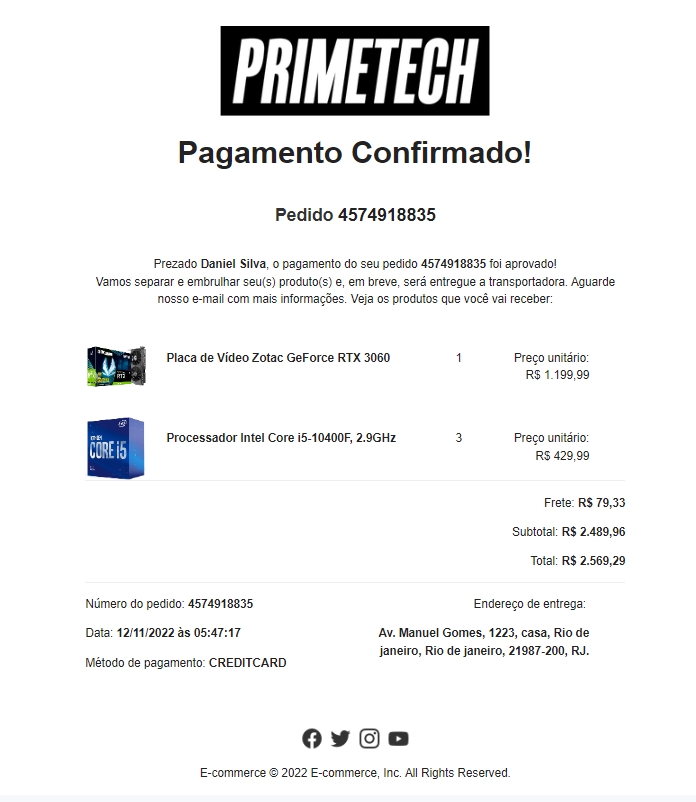 PRIMETECH
Pagamento Confirmado!
Pedido 4574918835
Prezado Daniel Silva, o pagamento do seu pedido 4574918835 foi aprovado!
Vamos separar e embrulhar seu(s) produto(s) e, em breve, será entregue a transportadora. Aguarde
nosso e-mail com mais informações. Veja os produtos que você vai receber:
Placa de Vídeo Zotac GeForce RTX 3060 1 Preço unitário:
R$ 1.199,99
Processador Intel Core i5-10400F, 2.9GHz 3 Preço unitário:
R$ 429,99
CORE i5
Frete: R$ 79,33
Subtotal: R$ 2.489,96
Total: R$ 2.569,29
Número do pedido: 4574918835
Data: 12/11/2022 às 05:47:17
Método de pagamento: CREDITCARD
Endereço de entrega:
Av. Manuel Gomes, 1223, casa, Rio de
janeiro, Rio de janeiro, 21987-200, RJ.
E-commerce © 2022 E-commerce, Inc. All Rights Reserved.